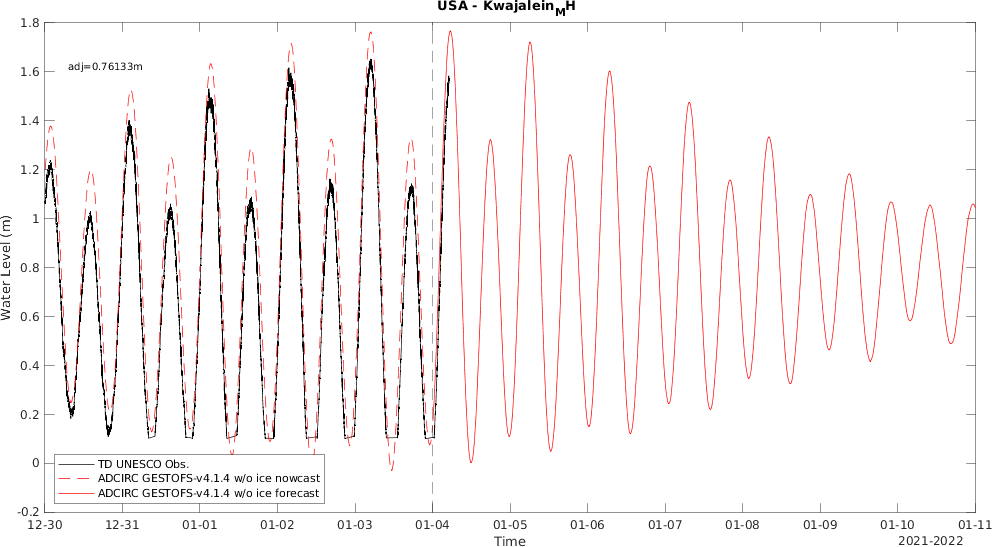 USA - Kwajalein_MH
1.8
adj=0.76133m
1.6
1.4
1.2
1
0.8
0.6
0.4
0.2
0
-0.2
Water Level (m)
TD UNESCO Obs.
ADCIRC GESTOFS-v4.1.4 w/o ice nowcast
ADCIRC GESTOFS-v4.1.4 w/o ice forecast
12-30 12-31 01-01 01-02 01-03 01-04 01-05 01-06 01-07 01-08 01-09 01-10 01-11
Time
2021-2022